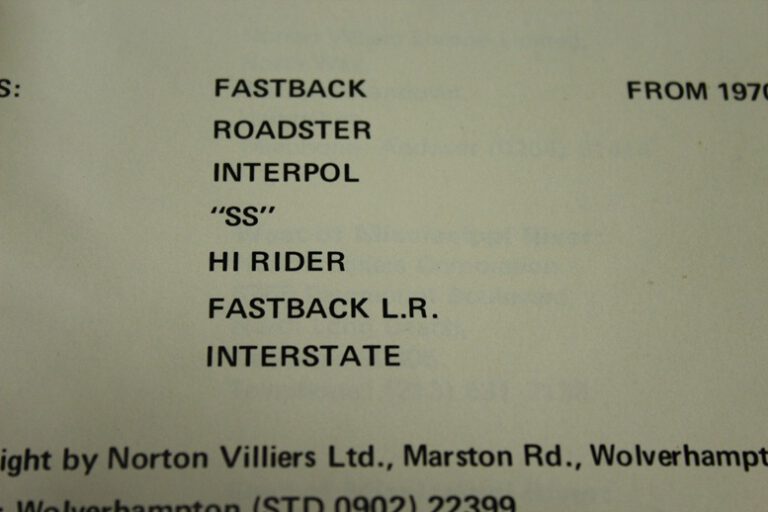 S: FASTBACK FROM 1970
ROADSTER
INTERPOL
"SS"
HI RIDER
FASTBACK L.R.
INTERSTATE
ight by Norton Villiers Ltd., Marston Rd., Wolverhampt
: Wolverhampton (STD 0902) 22399